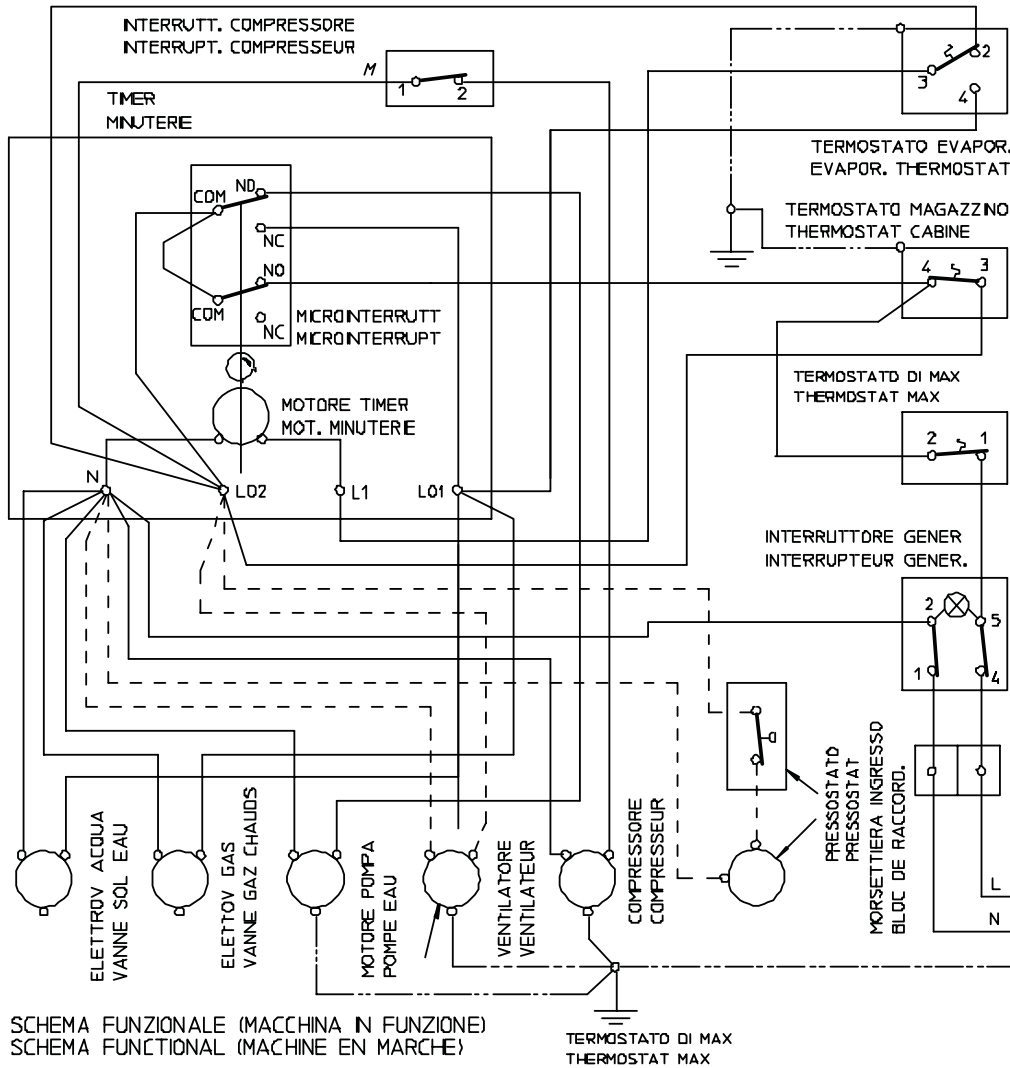 INTERRUTT. COMPRESSORE
INTERRUPT. COMPRESSEUR
M
1
2
2
3
4
TIMER
MINUTERIE
TERMOSTATO EVAPOR.
EVAPOR. THERMOSTAT
COM
NO
NC
NO
COM
NC
MICROINTERRUTT
MICROINTERRUPT
TERMOSTATO MAGAZZINO
THERMOSTAT CABINE
4
3
MOTORE TIMER
MOT. MINUTERIE
TERMOSTATO DI MAX
THERMOSTAT MAX
2
1
N
LO2
L1
LO1
INTERRUTTORE GENER
INTERRUPTEUR GENER.
2
5
1
4
ELETTROV ACQUA
VANNE SOL EAU
ELETTOV GAS
VANNE GAZ CHAUDS
MOTORE POMPA
POMPE EAU
VENTILATORE
VENTILATEUR
COMPRESSORE
COMPRESSEUR
PRESSOSTATO
PRESSOSTAT
MORSETTIERA INGRESSO
BLOC DE RACCORD.
L
N
SCHEMA FUNZIONALE (MACCHINA IN FUNZIONE)
SCHEMA FUNCTIONAL (MACHINE EN MARCHE)
TERMOSTATO DI MAX
THERMOSTAT MAX